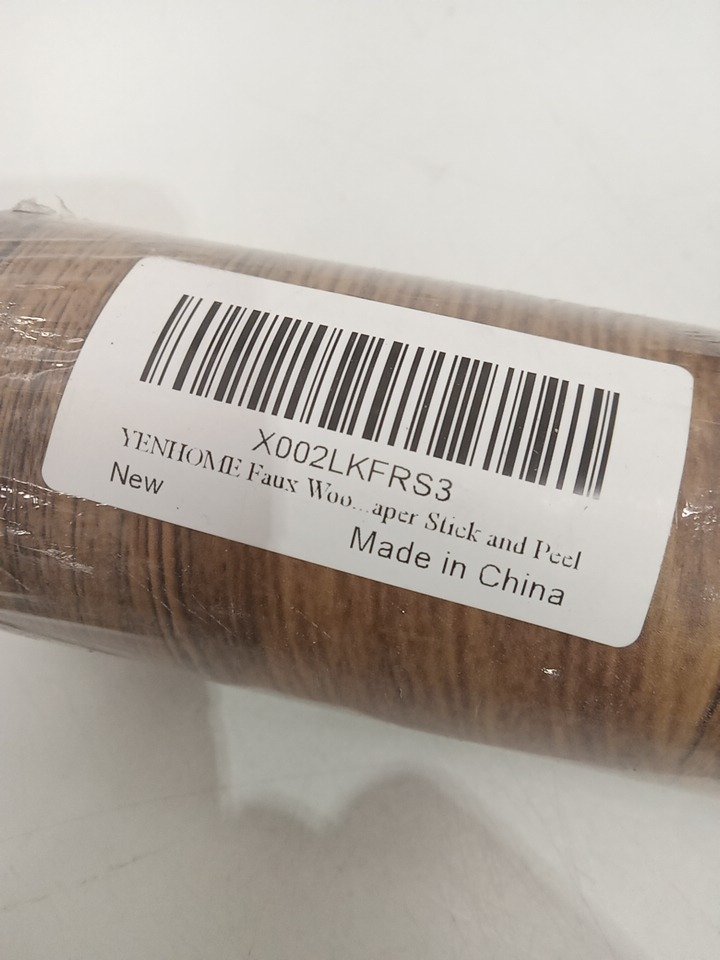 X002LKFRS3
YENHOME Faux Woo...aper Stick and Peel
New
Made in China